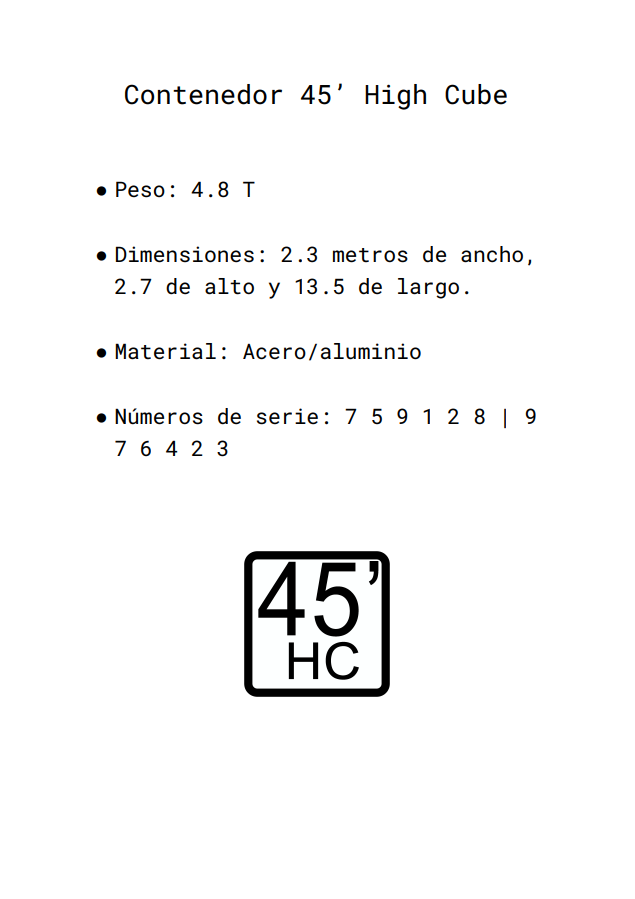 Contenedor 45’ High Cube
● Peso: 4.8 T
● Dimensiones: 2.3 metros de ancho,
2.7 de alto y 13.5 de largo.
● Material: Acero/aluminio
● Números de serie: 7 5 9 1 2 8 | 9
7 6 4 2 3
45’
HC